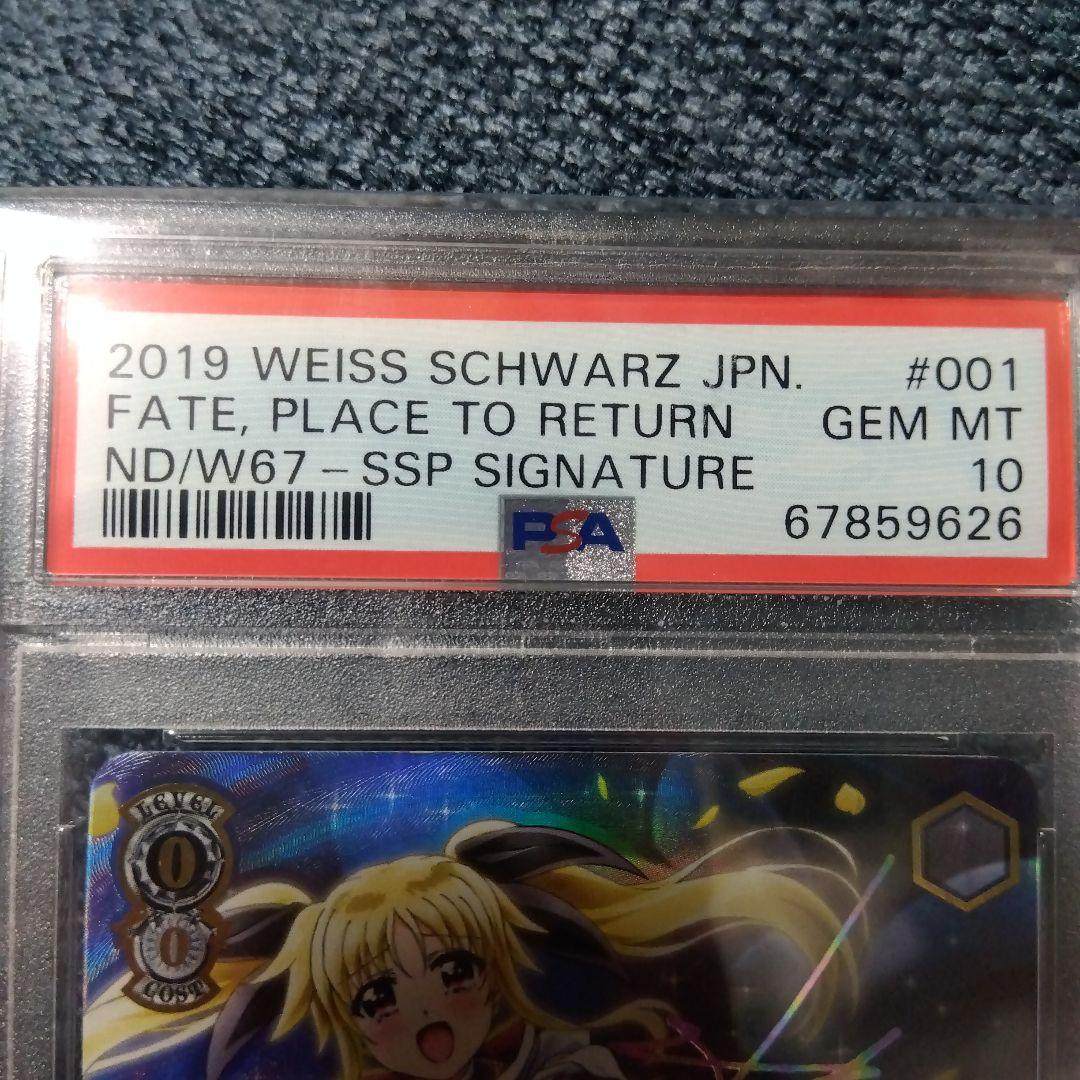 2019 WEISS SCHWARZ JPN. #001
FATE, PLACE TO RETURN GEM MT
ND/W67 – SSP SIGNATURE 10
PSA 67859626
LEVEL
0
0
COST